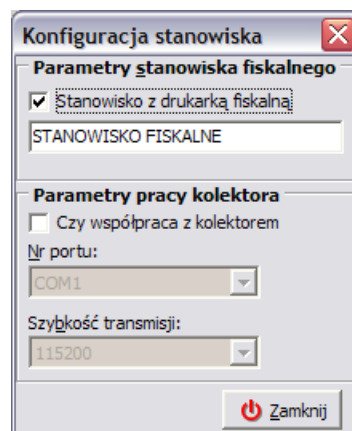 Konfiguracja stanowiska
Parametry stanowiska fiskalnego
Stanowisko z drukarką fiskalną
STANOWISKO FISKALNE
Parametry pracy kolektora
Czy współpraca z kolektorem
Nr portu:
COM1
Szybkość transmisji:
115200
Zamknij